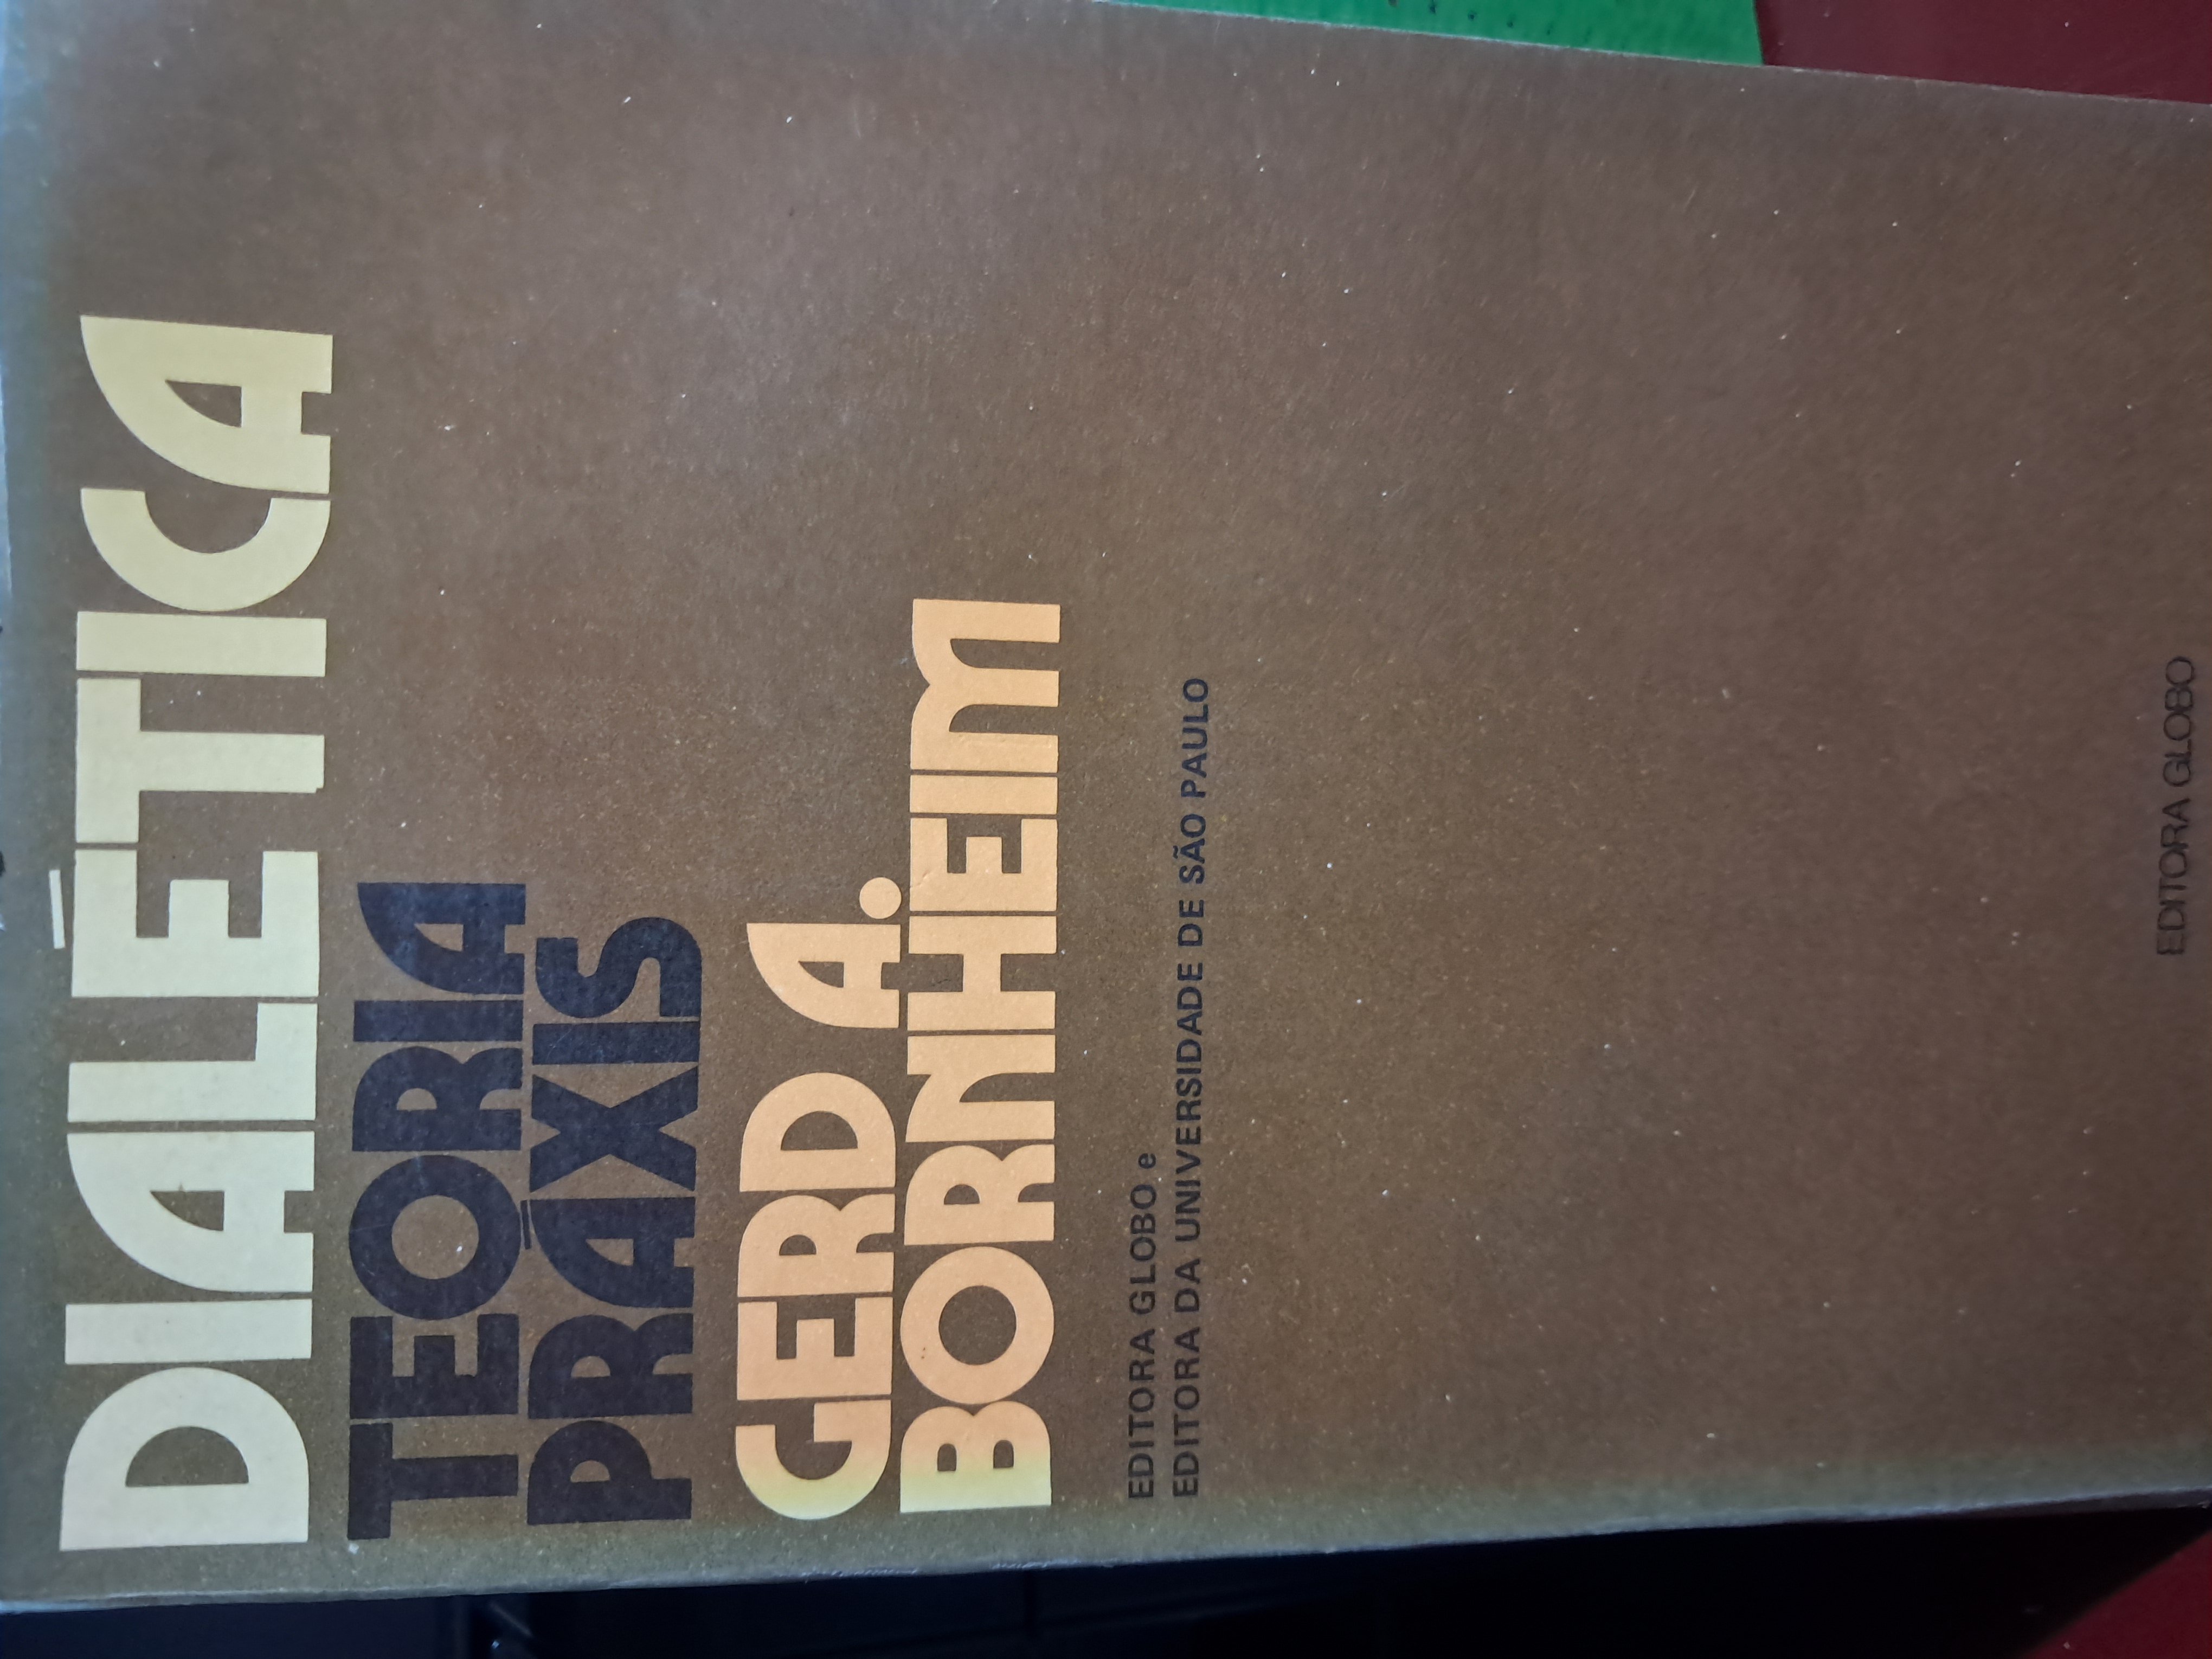 DIALÉTICA
TEORIA
PRÁXIS
GERD A.
BORNHEIM
EDITORA GLOBO e
EDITORA DA UNIVERSIDADE DE SÃO PAULO
EDITORA GLOBO